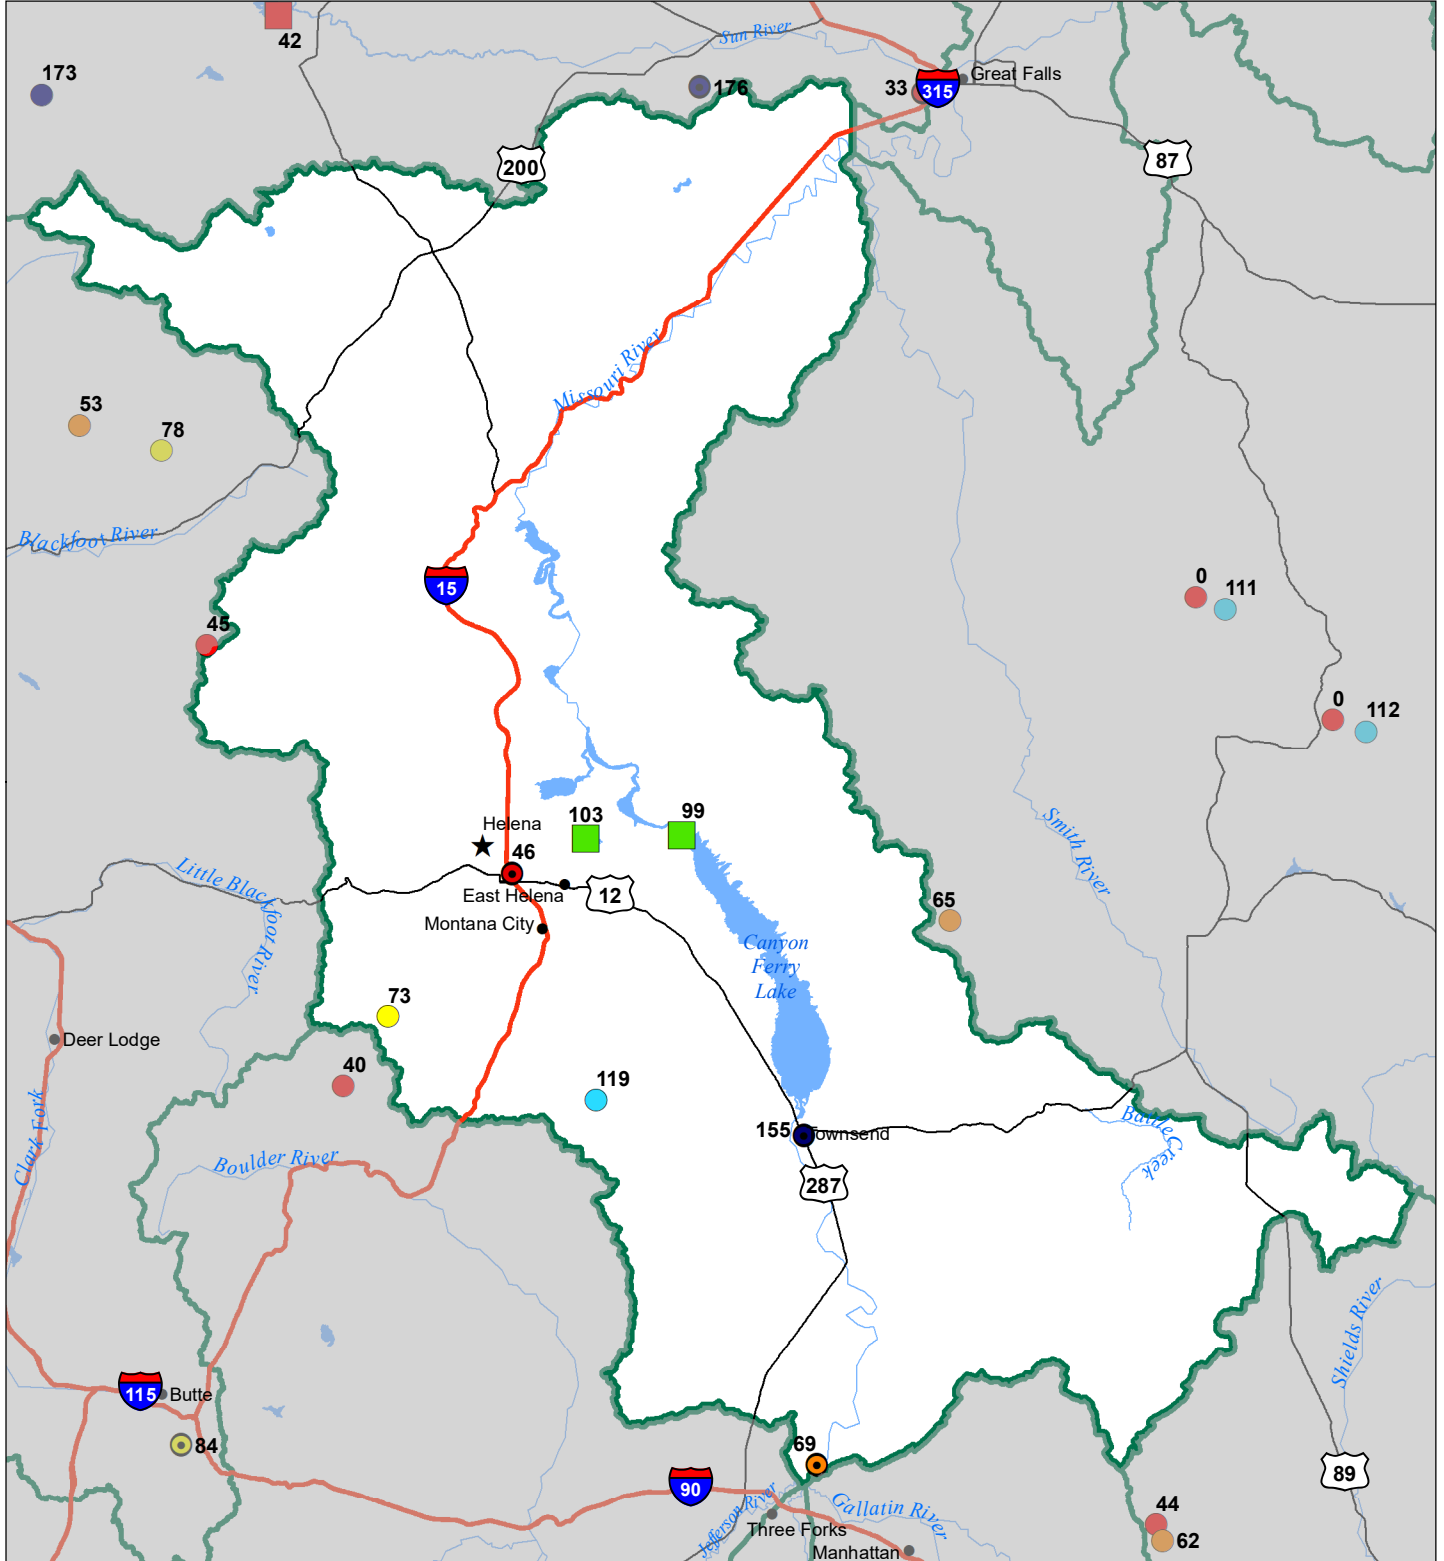 42
Sun River
173
176
33
315
Great Falls
200
87
Missouri River
53
78
Blackfoot River
15
0
111
45
0
112
Helena
103
99
46
Smith River
Little Blackfoot River
East Helena
12
65
Montana City
Canyon
Ferry
Lake
73
Deer Lodge
40
119
Clark Fork
155
Townsend
Battle Creek
Boulder River
287
Shields River
115
Butte
84
69
90
89
Jefferson River
Gallatin River
44
62
Three Forks
Manhattan